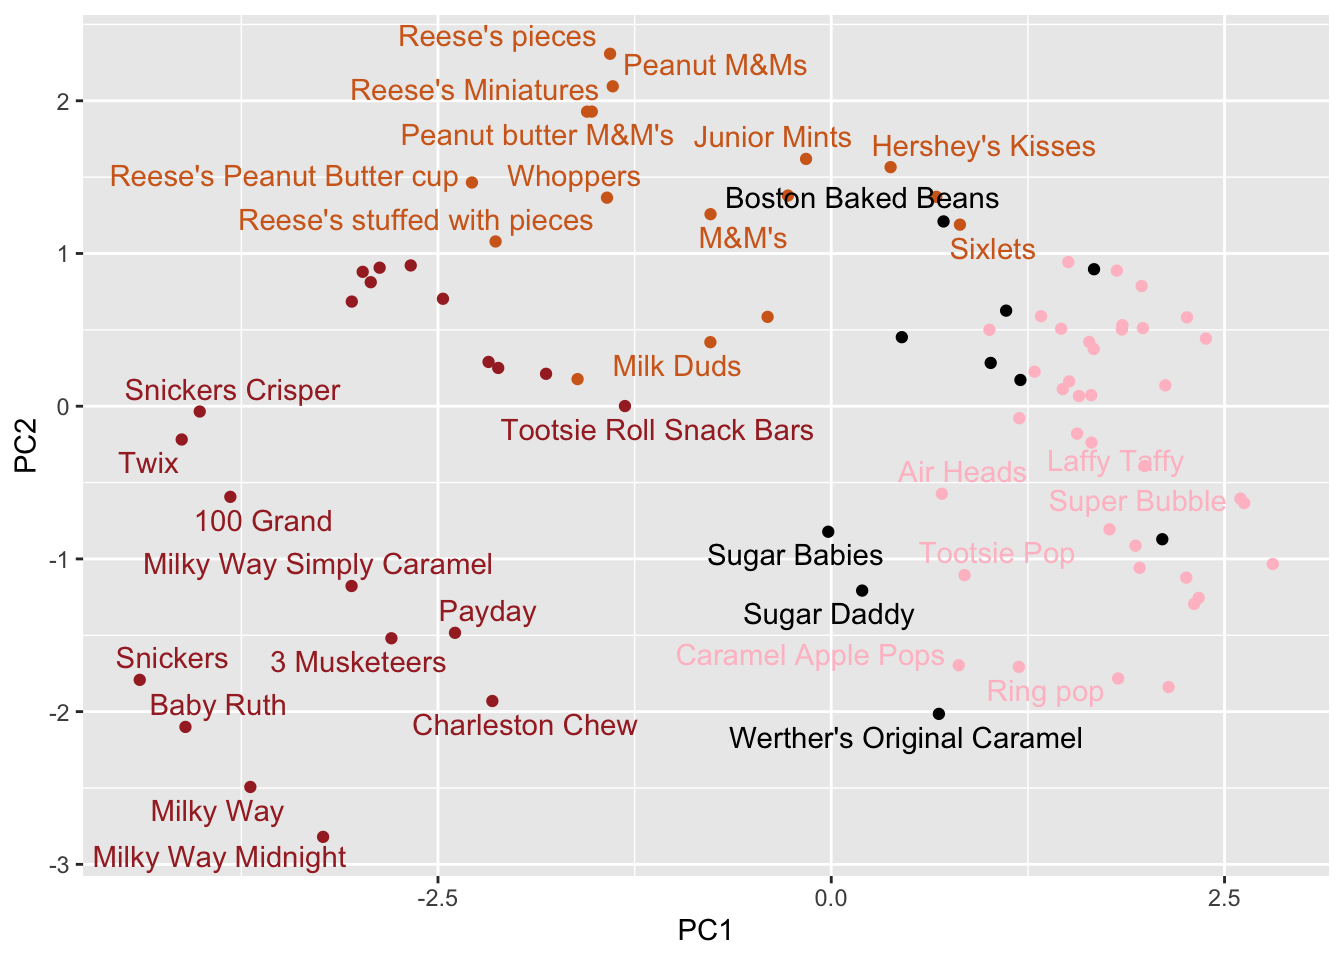 Reese's pieces
Peanut M&Ms
Reese's Miniatures
2
Peanut butter M&M's
Junior Mints
Hershey's Kisses
Reese's Peanut Butter cup
Whoppers
Boston Baked Beans
Reese's stuffed with pieces
M&M's
Sixlets
1
Milk Duds
Snickers Crisper
0
Tootsie Roll Snack Bars
PC2
Twix
Laffy Taffy
Air Heads
Super Bubble
100 Grand
-1
Sugar Babies
Tootsie Pop
Milky Way Simply Caramel
Payday
Sugar Daddy
Snickers
3 Musketeers
Caramel Apple Pops
Ring pop
Baby Ruth
-2
Charleston Chew
Werther's Original Caramel
Milky Way
Milky Way Midnight
-3
-2.5
0.0
2.5
PC1